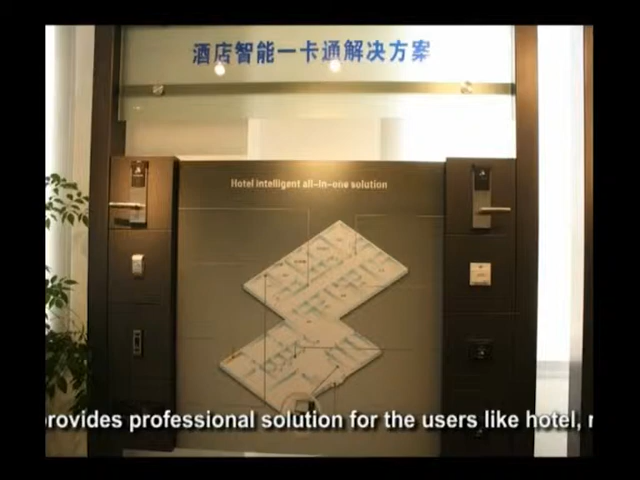 酒店智能一卡通解决方案
Hotel intelligent all-in-one solution
provides professional solution for the users like hotel,